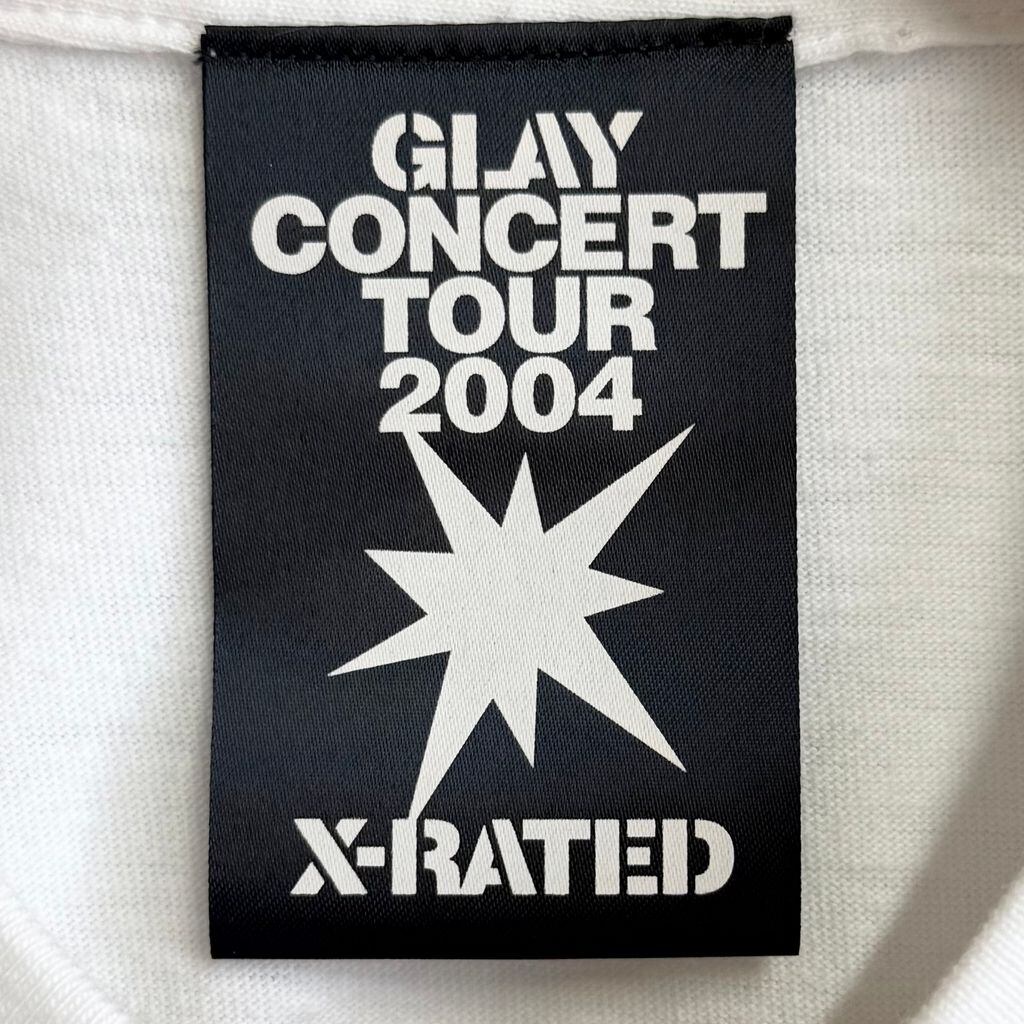 GLAY
CONCERT
TOUR
2004
X-RATED